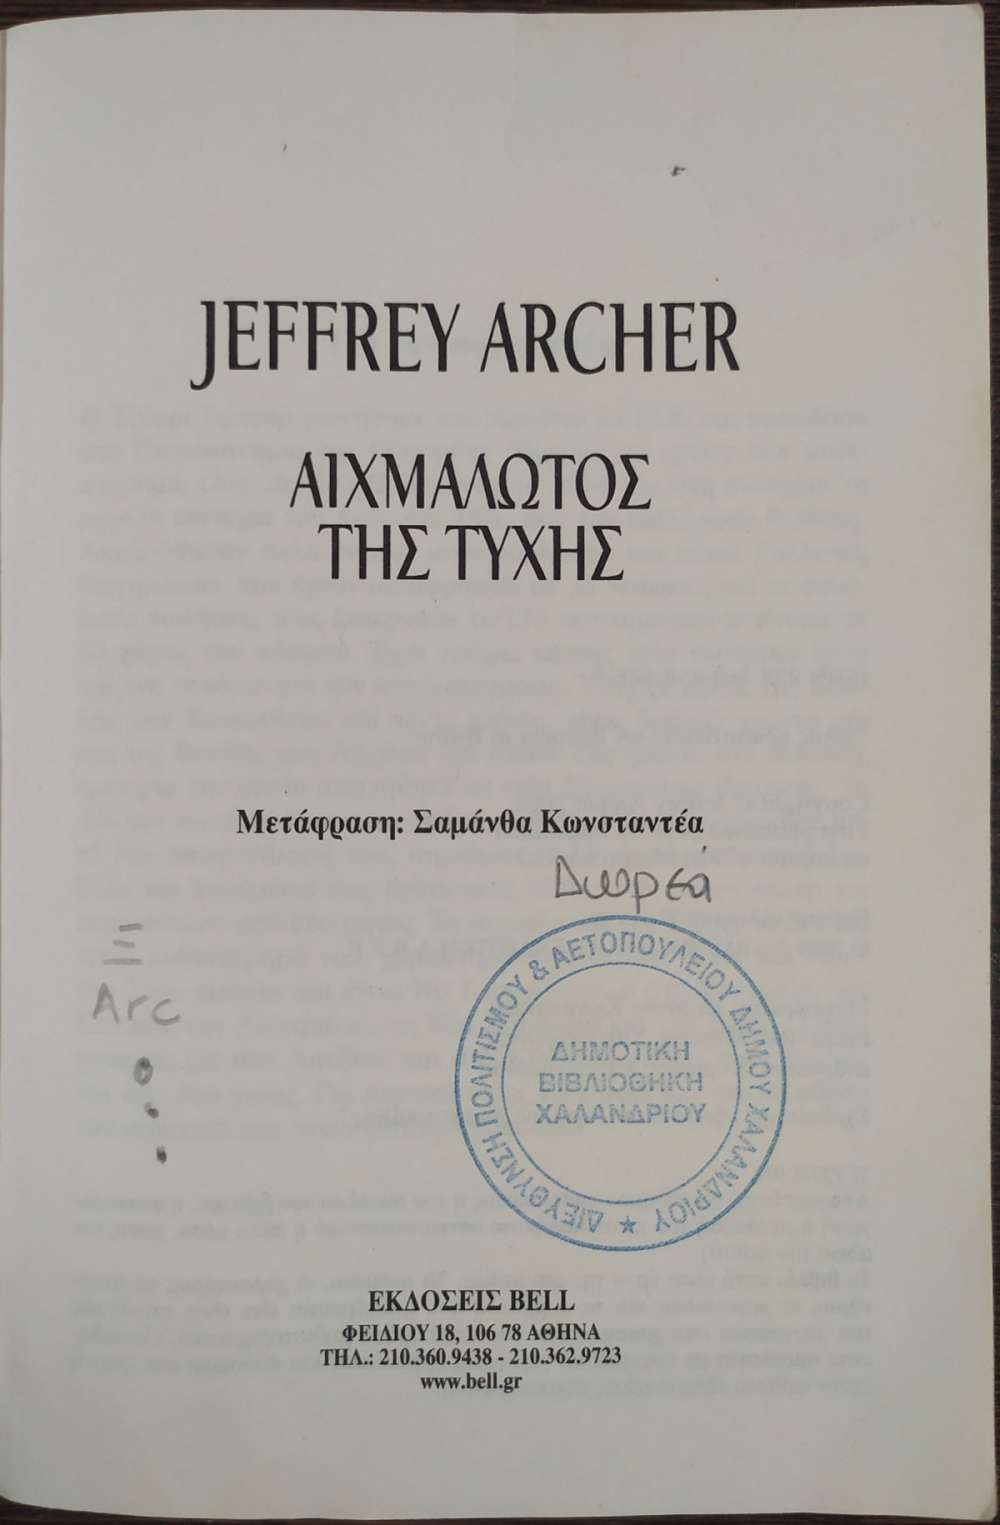 JEFFREY ARCHER
ΑΙΧΜΑΛΩΤΟΣ
ΤΗΣ ΤΥΧΗΣ
Μετάφραση: Σαμάνθα Κωνσταντέα
Δωρεά
Ξ
Arc
ΔΙΕΥΘΥΝΣΗ ΠΟΛΙΤΙΣΜΟΥ & ΑΕΤΟΠΟΥΛΕΙΟΥ ΔΗΜΟΥ ΧΑΛΑΝΔΡΙΟΥ ★
ΔΗΜΟΤΙΚΗ
ΒΙΒΛΙΟΘΗΚΗ
ΧΑΛΑΝΔΡΙΟΥ
ΕΚΔΟΣΕΙΣ BELL
ΦΕΙΔΙΟΥ 18, 106 78 ΑΘΗΝΑ
ΤΗΛ.: 210.360.9438 - 210.362.9723
www.bell.gr